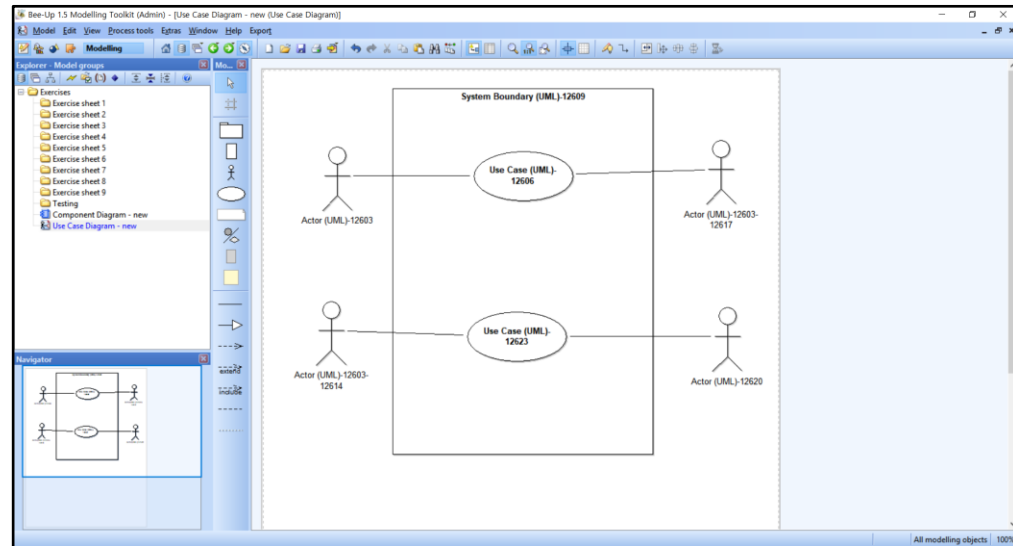 Bee-Up 1.5 Modelling Toolkit (Admin) - [Use Case Diagram - new (Use Case Diagram)]
Model Edit View Process tools Extras Window Help Export
Modelling
Explorer - Model groups
Mo...
Exercises
Exercise sheet 1
Exercise sheet 2
Exercise sheet 3
Exercise sheet 4
Exercise sheet 5
Exercise sheet 6
Exercise sheet 7
Exercise sheet 8
Exercise sheet 9
Testing
Component Diagram - new
Use Case Diagram - new
extend
include
Navigator
System Boundary (UML)-12609
Use Case (UML)-
12606
Actor (UML)-12603
Actor (UML)-12603-
12617
Use Case (UML)-
12623
Actor (UML)-12603-
12614
Actor (UML)-12620
All modelling objects 100%